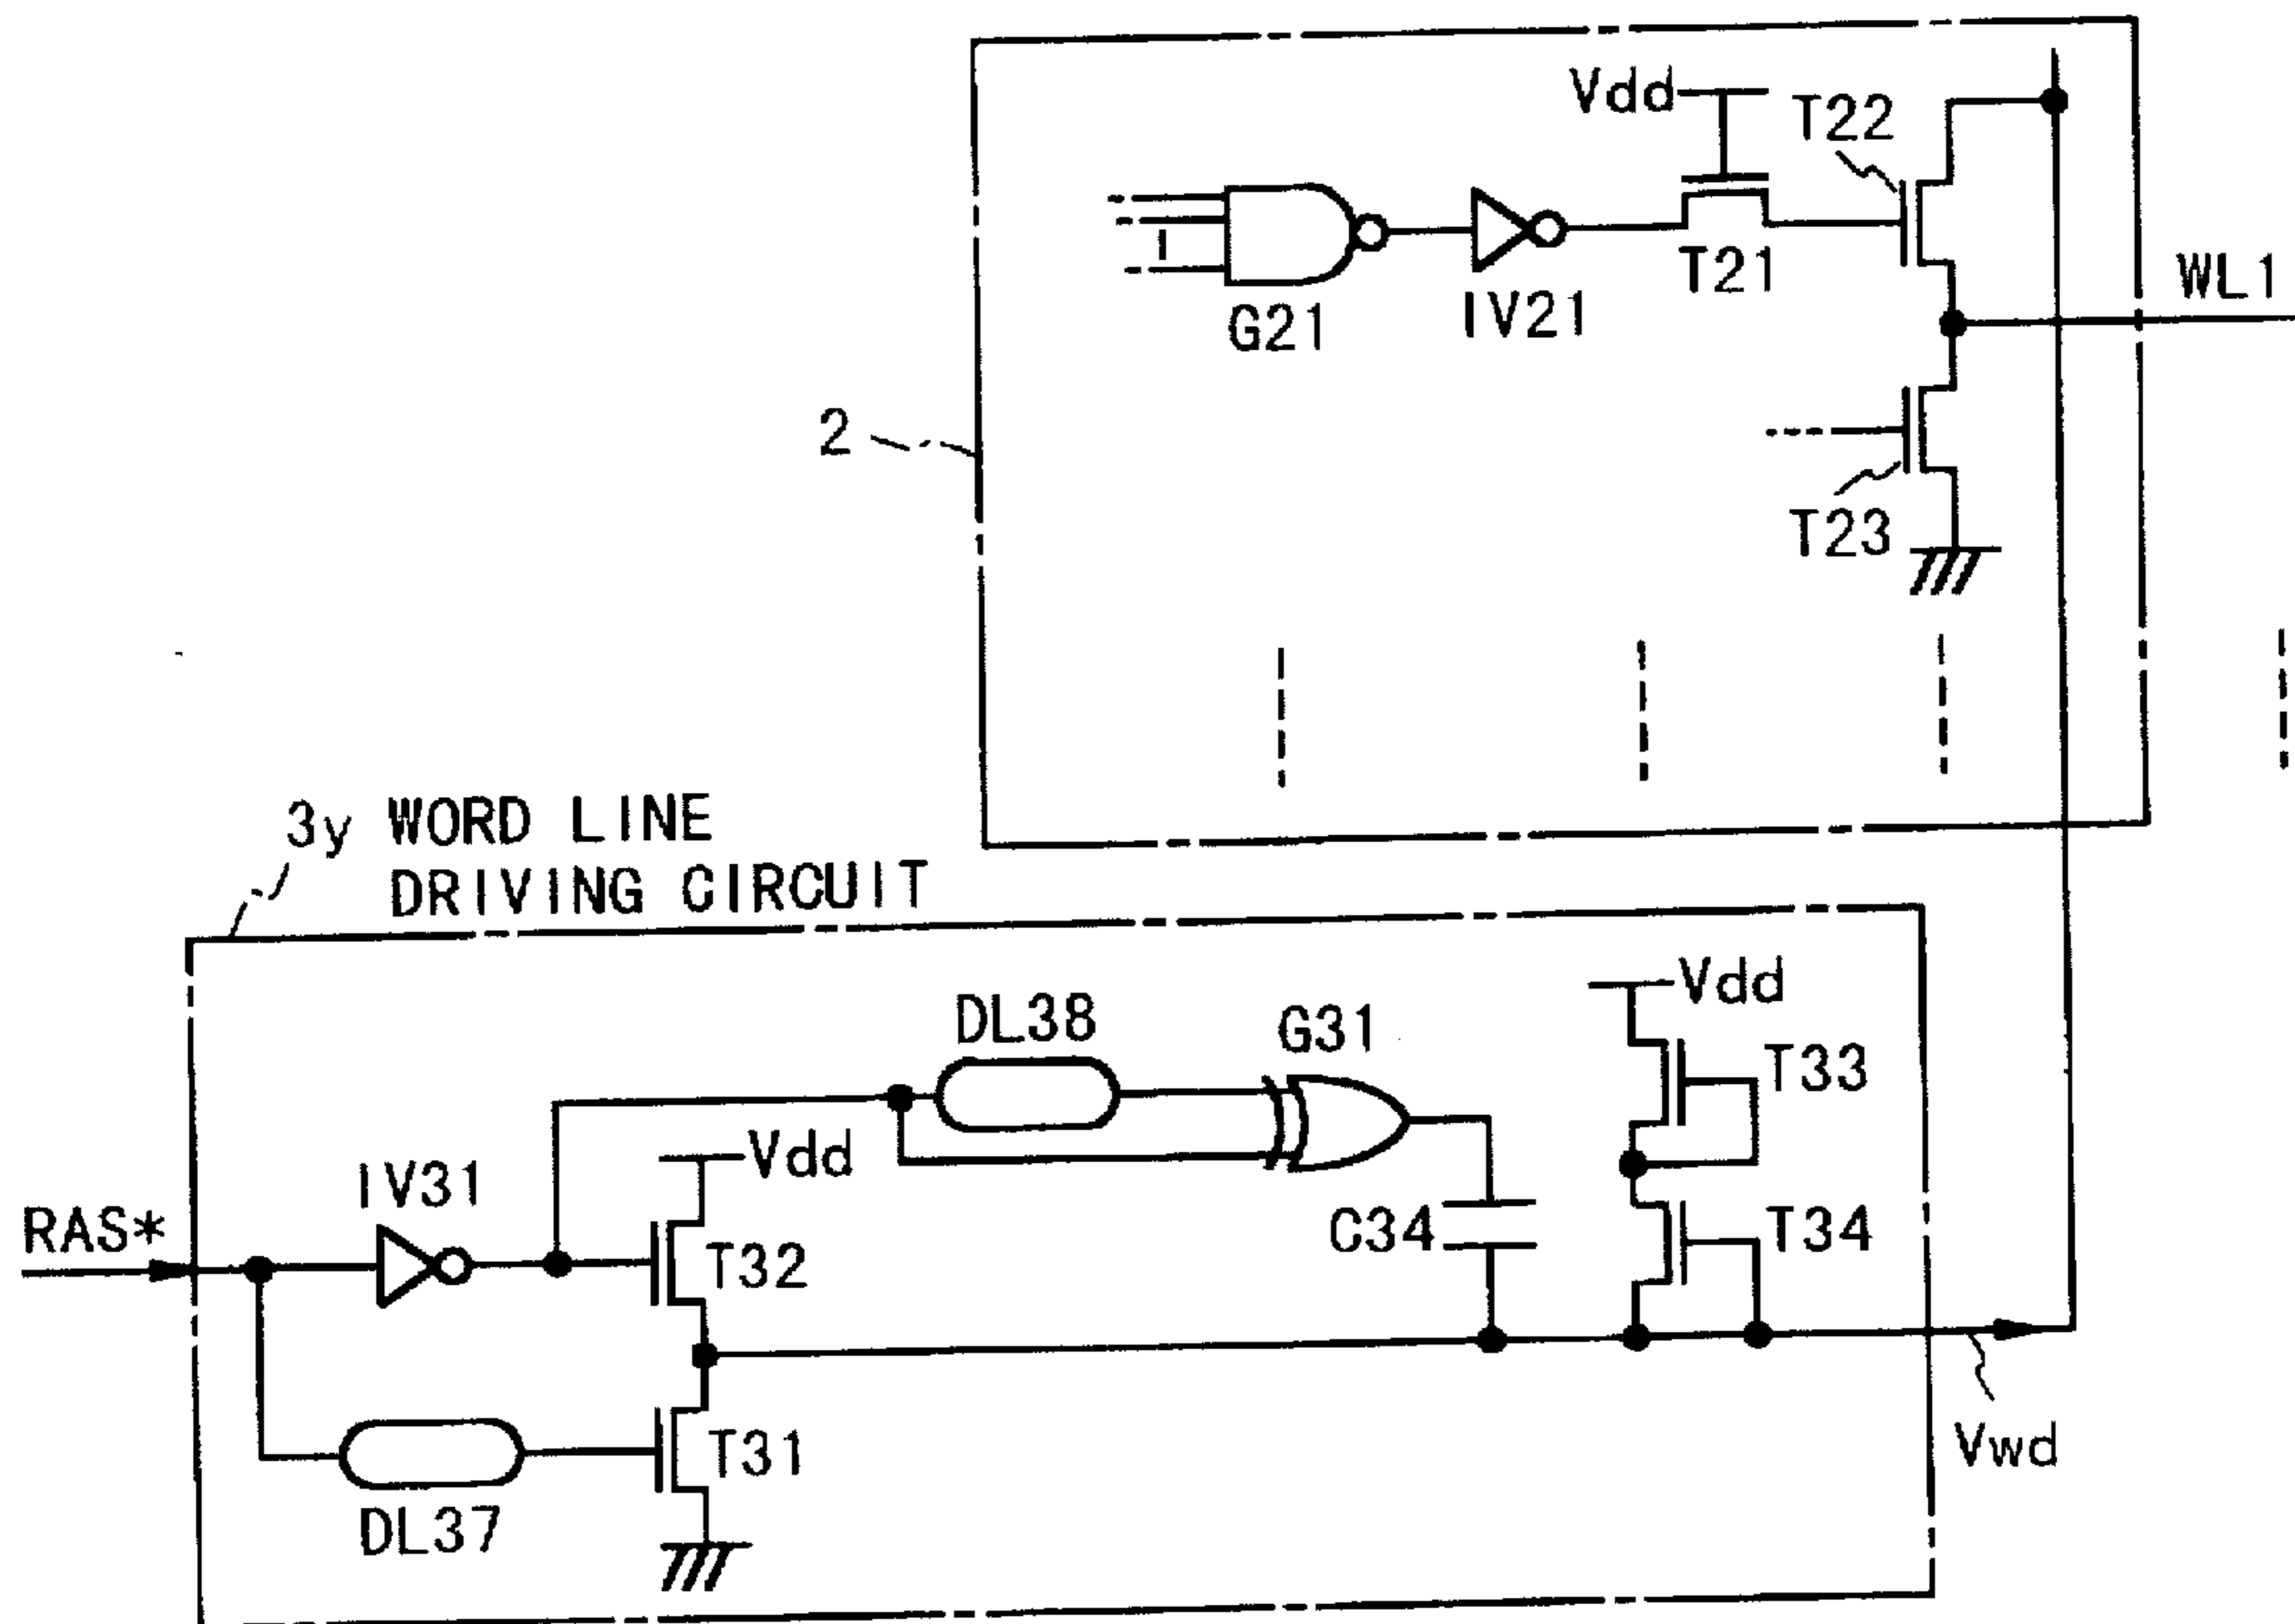 Vdd
T22
G21
IV21
T21
WL1
2
T23
3y WORD LINE
DRIVING CIRCUIT
DL38
G31
Vdd
T33
Vdd
IV31
RAS*
T32
C34
T34
T31
DL37
Vwd